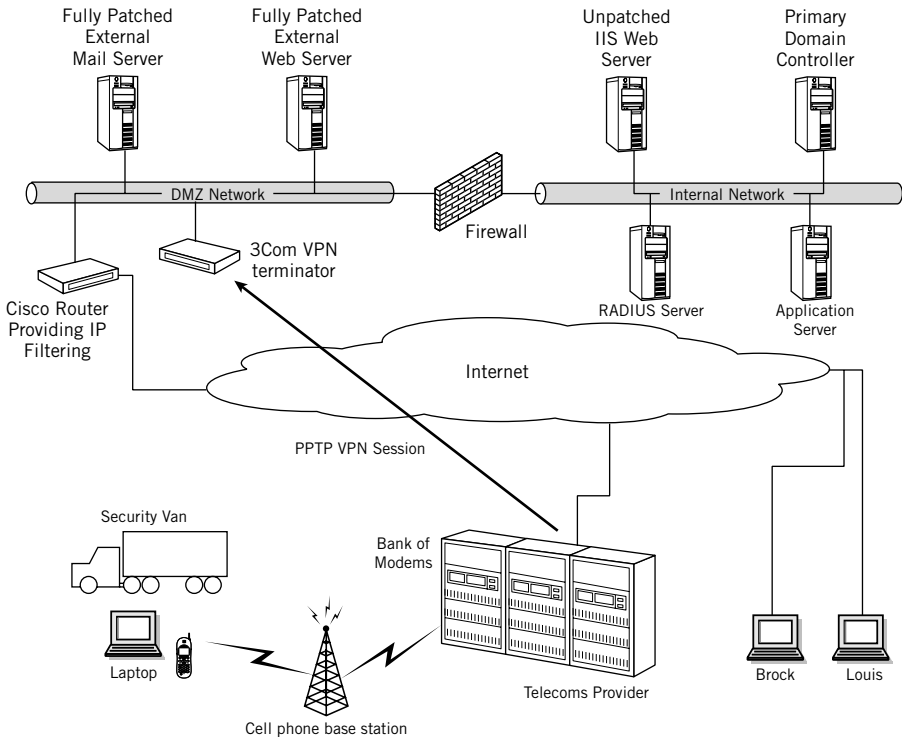 Fully Patched
External
Mail Server
Fully Patched
External
Web Server
Unpatched
IIS Web
Server
Primary
Domain
Controller
DMZ Network
Internal Network
Firewall
3Com VPN
terminator
Cisco Router
Providing IP
Filtering
RADIUS Server
Application
Server
Internet
PPTP VPN Session
Security Van
Bank of
Modems
Laptop
Brock
Louis
Telecoms Provider
Cell phone base station